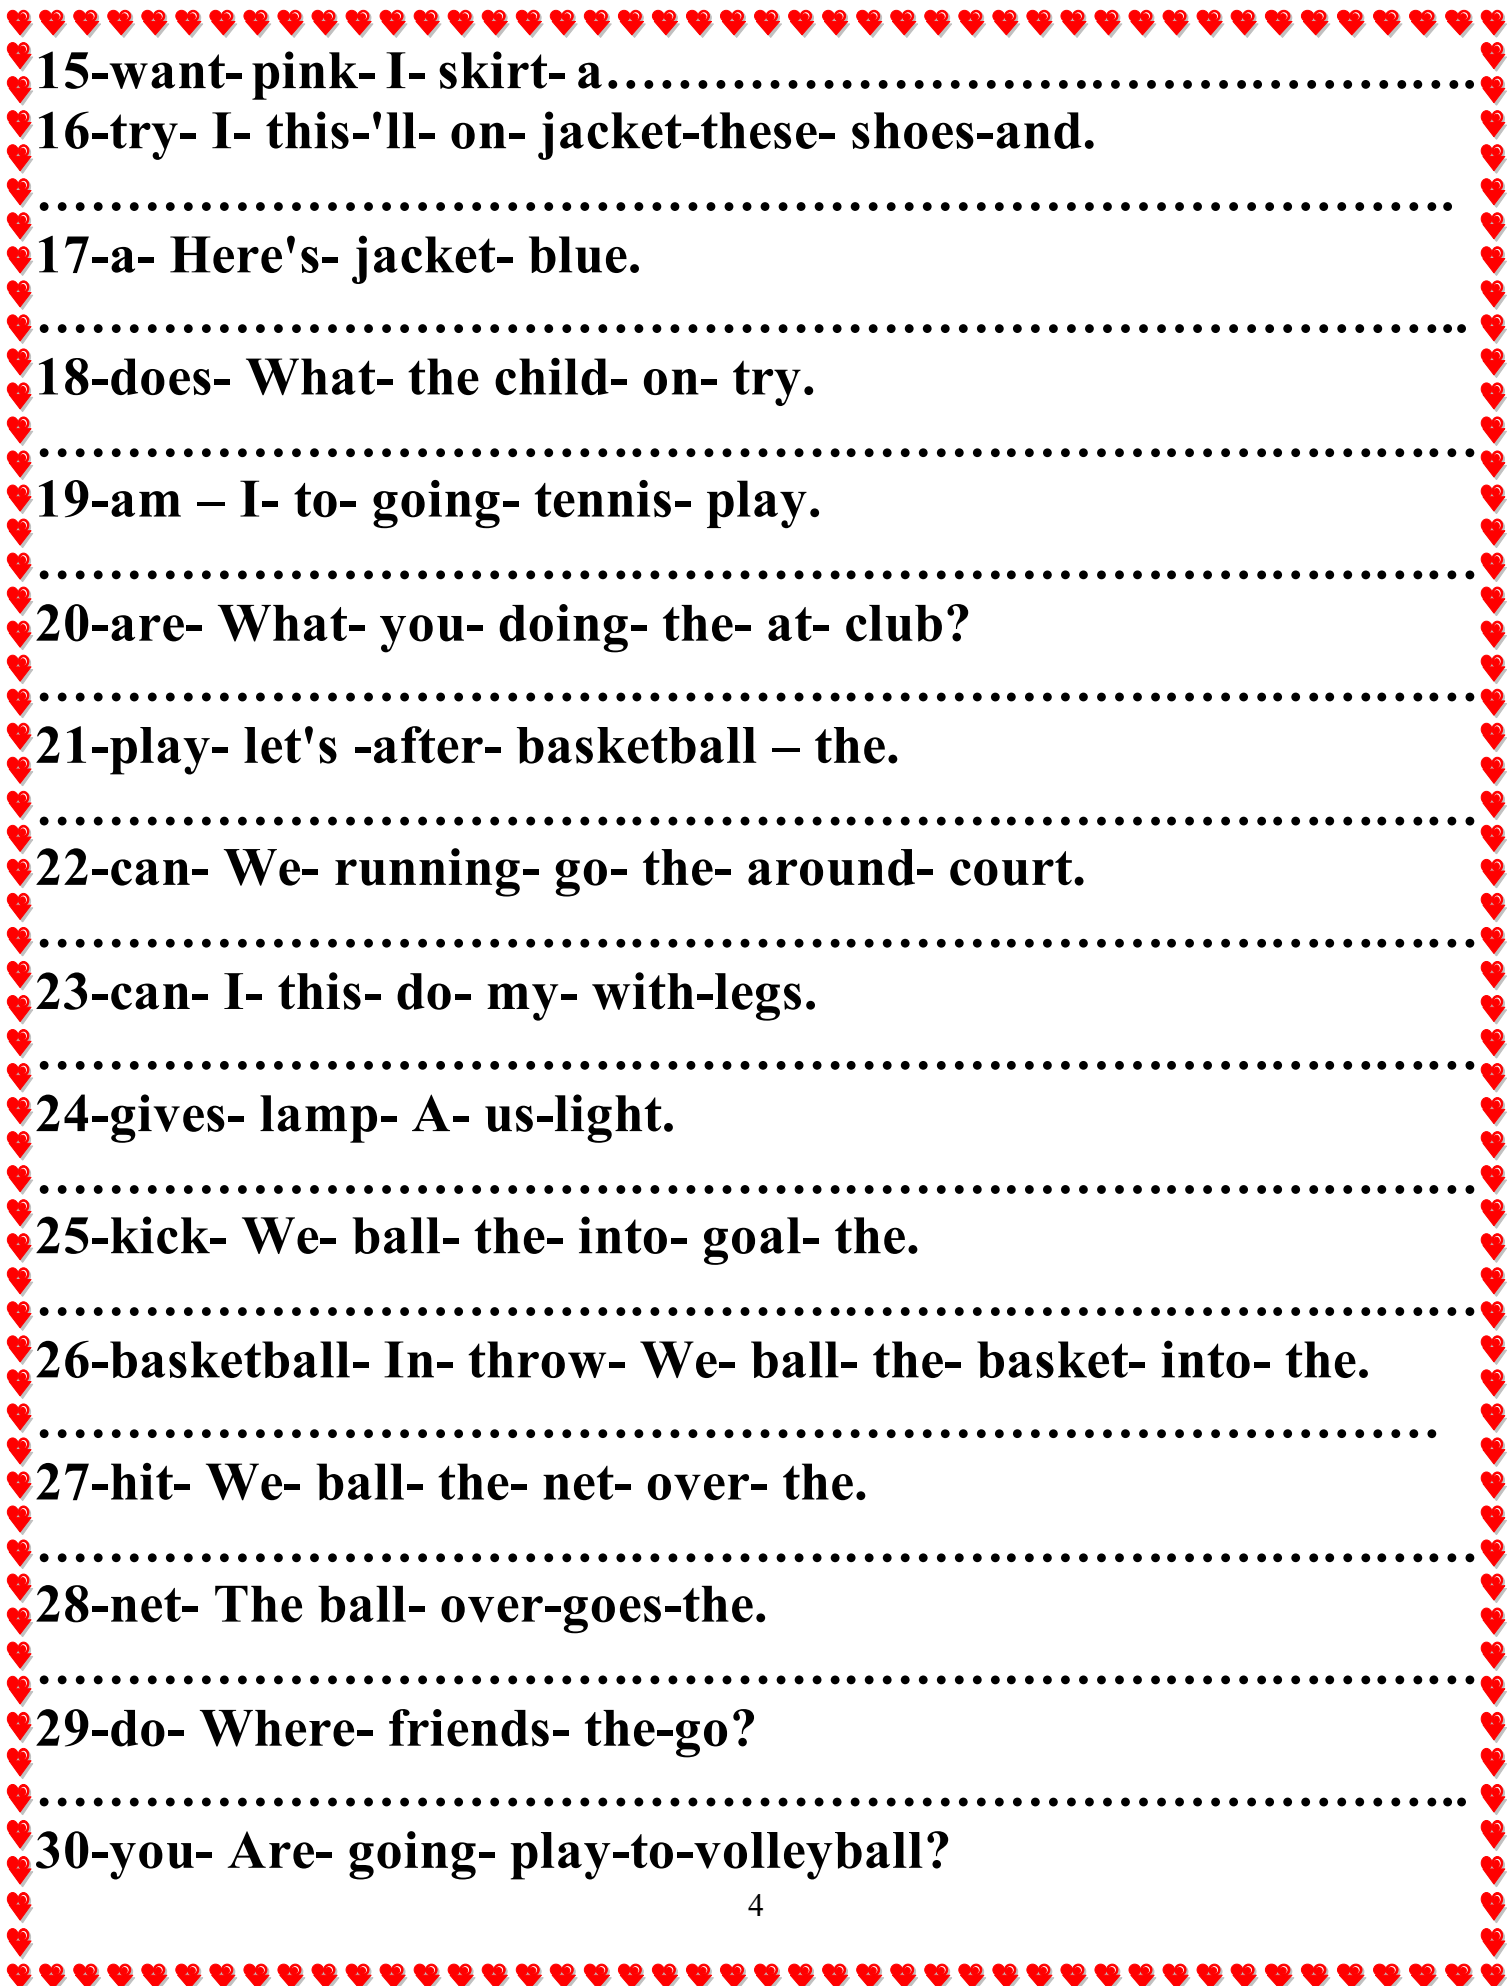 15-want- pink- I- skirt- a……………………………………………………
16-try- I- this-'ll- on- jacket-these- shoes-and.
…………………………………………………………………………………….
17-a- Here's- jacket- blue.
……………………………………………………………………………………..
18-does- What- the child- on- try.
………………………………………………………………………………………
19-am – I- to- going- tennis- play.
………………………………………………………………………………………
20-are- What- you- doing- the- at- club?
………………………………………………………………………………………
21-play- let's -after- basketball – the.
………………………………………………………………………………………
22-can- We- running- go- the- around- court.
………………………………………………………………………………………
23-can- I- this- do- my- with-legs.
………………………………………………………………………………………
24-gives- lamp- A- us-light.
………………………………………………………………………………………
25-kick- We- ball- the- into- goal- the.
………………………………………………………………………………………
26-basketball- In- throw- We- ball- the- basket- into- the.
……………………………………………………………………………………
27-hit- We- ball- the- net- over- the.
………………………………………………………………………………………
28-net- The ball- over-goes-the.
………………………………………………………………………………………
29-do- Where- friends- the-go?
……………………………………………………………………………………..
30-you- Are- going- play-to-volleyball?
4